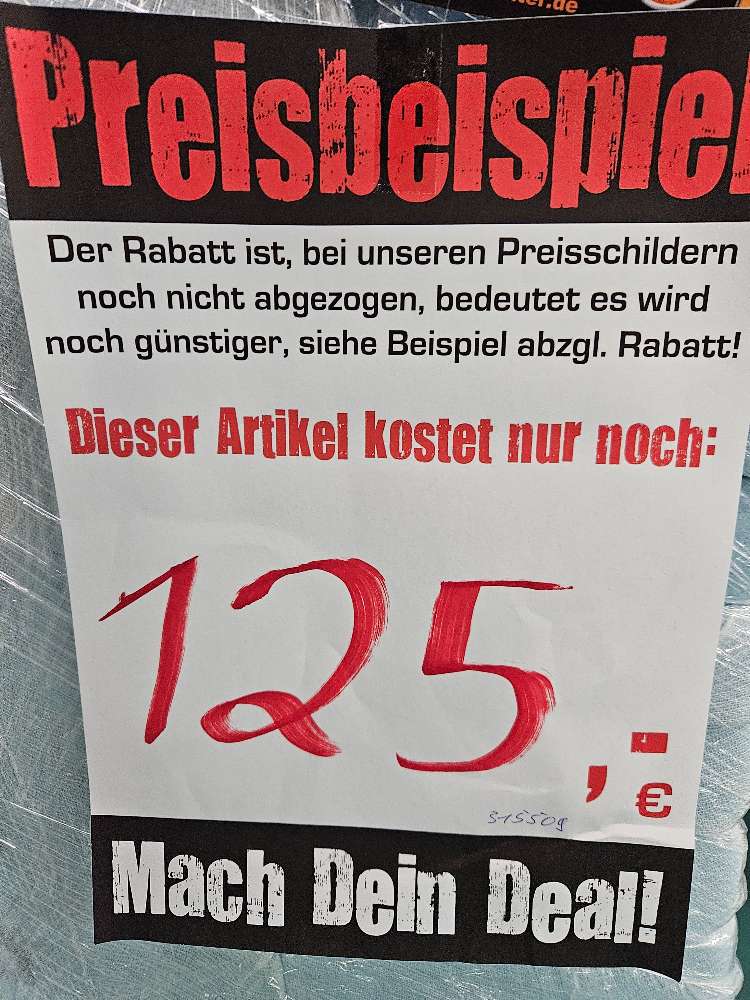 Preisbeispiel
Der Rabatt ist, bei unseren Preisschildern
noch nicht abgezogen, bedeutet es wird
noch günstiger, siehe Beispiel abzgl. Rabatt!
Dieser Artikel kostet nur noch:
125,- €
Mach Dein Deal!